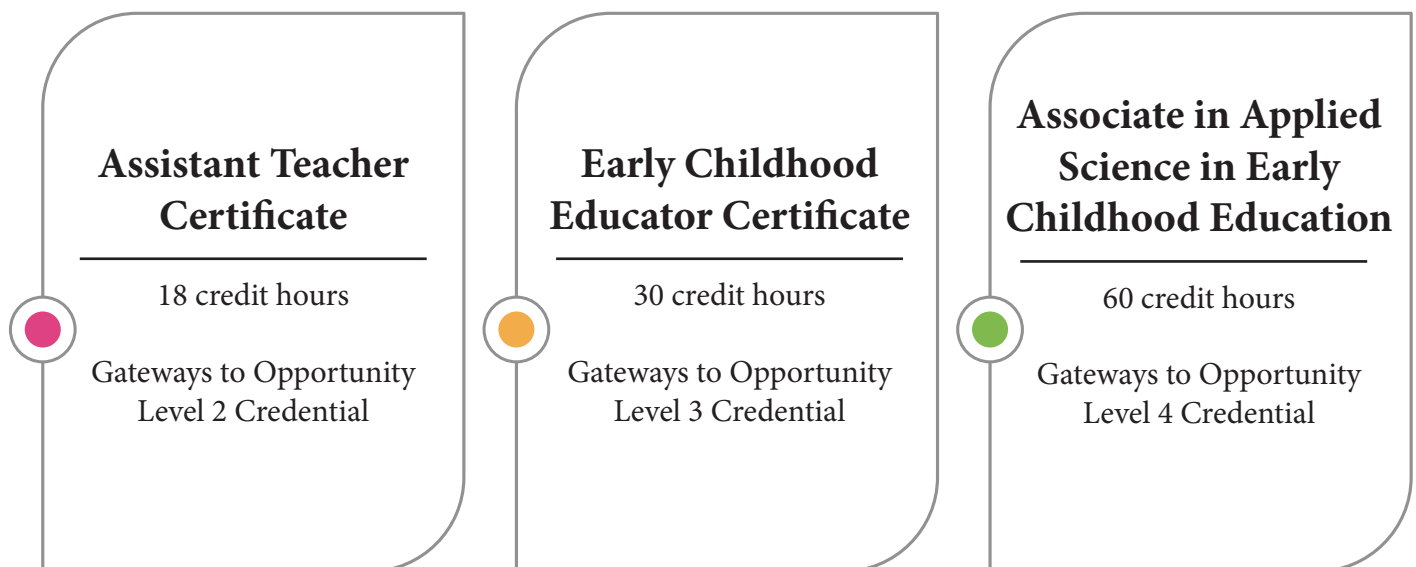 Assistant Teacher
Certificate
18 credit hours
Gateways to Opportunity
Level 2 Credential
Early Childhood
Educator Certificate
30 credit hours
Gateways to Opportunity
Level 3 Credential
Associate in Applied
Science in Early
Childhood Education
60 credit hours
Gateways to Opportunity
Level 4 Credential